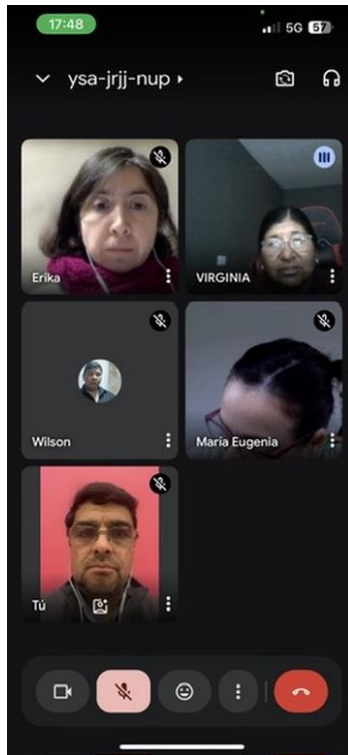 17:48
5G 57
ysa-jrjj-nup
Erika
VIRGINIA
Wilson
María Eugenia
Tú